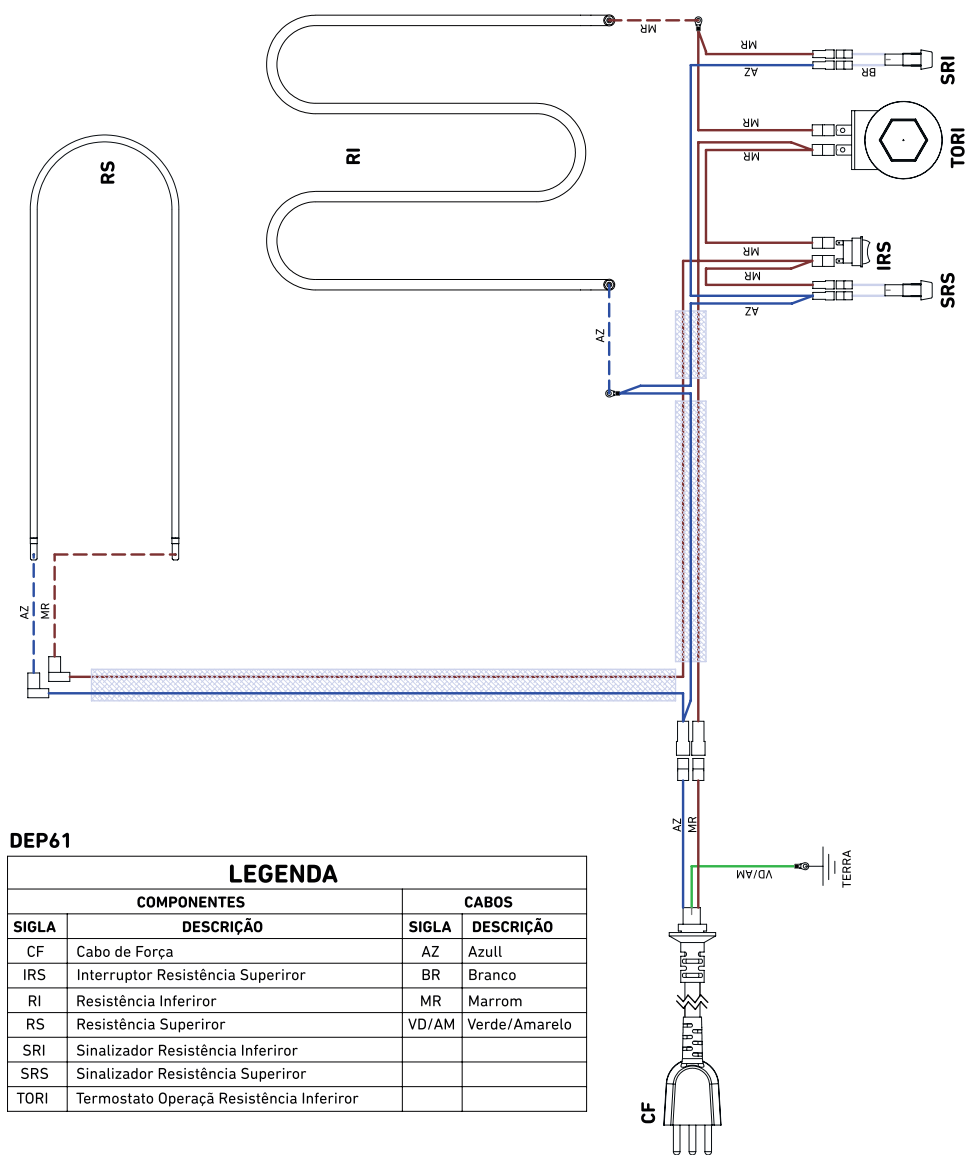 MR
MR
AZ
BR
SRI
MR
TORI
MR
RI
RS
MR
IRS
MR
SRS
AZ
AZ
AZ
MR
AZ
MR
VD/AM
TERRA
CF
DEP61
LEGENDA
COMPONENTES CABOS
SIGLA DESCRIÇÃO SIGLA DESCRIÇÃO
CF Cabo de Força AZ Azull
IRS Interruptor Resistência Superiror BR Branco
RI Resistência Inferiror MR Marrom
RS Resistência Superiror VD/AM Verde/Amarelo
SRI Sinalizador Resistência Inferiror
SRS Sinalizador Resistência Superiror
TORI Termostato Operaçã Resistência Inferiror